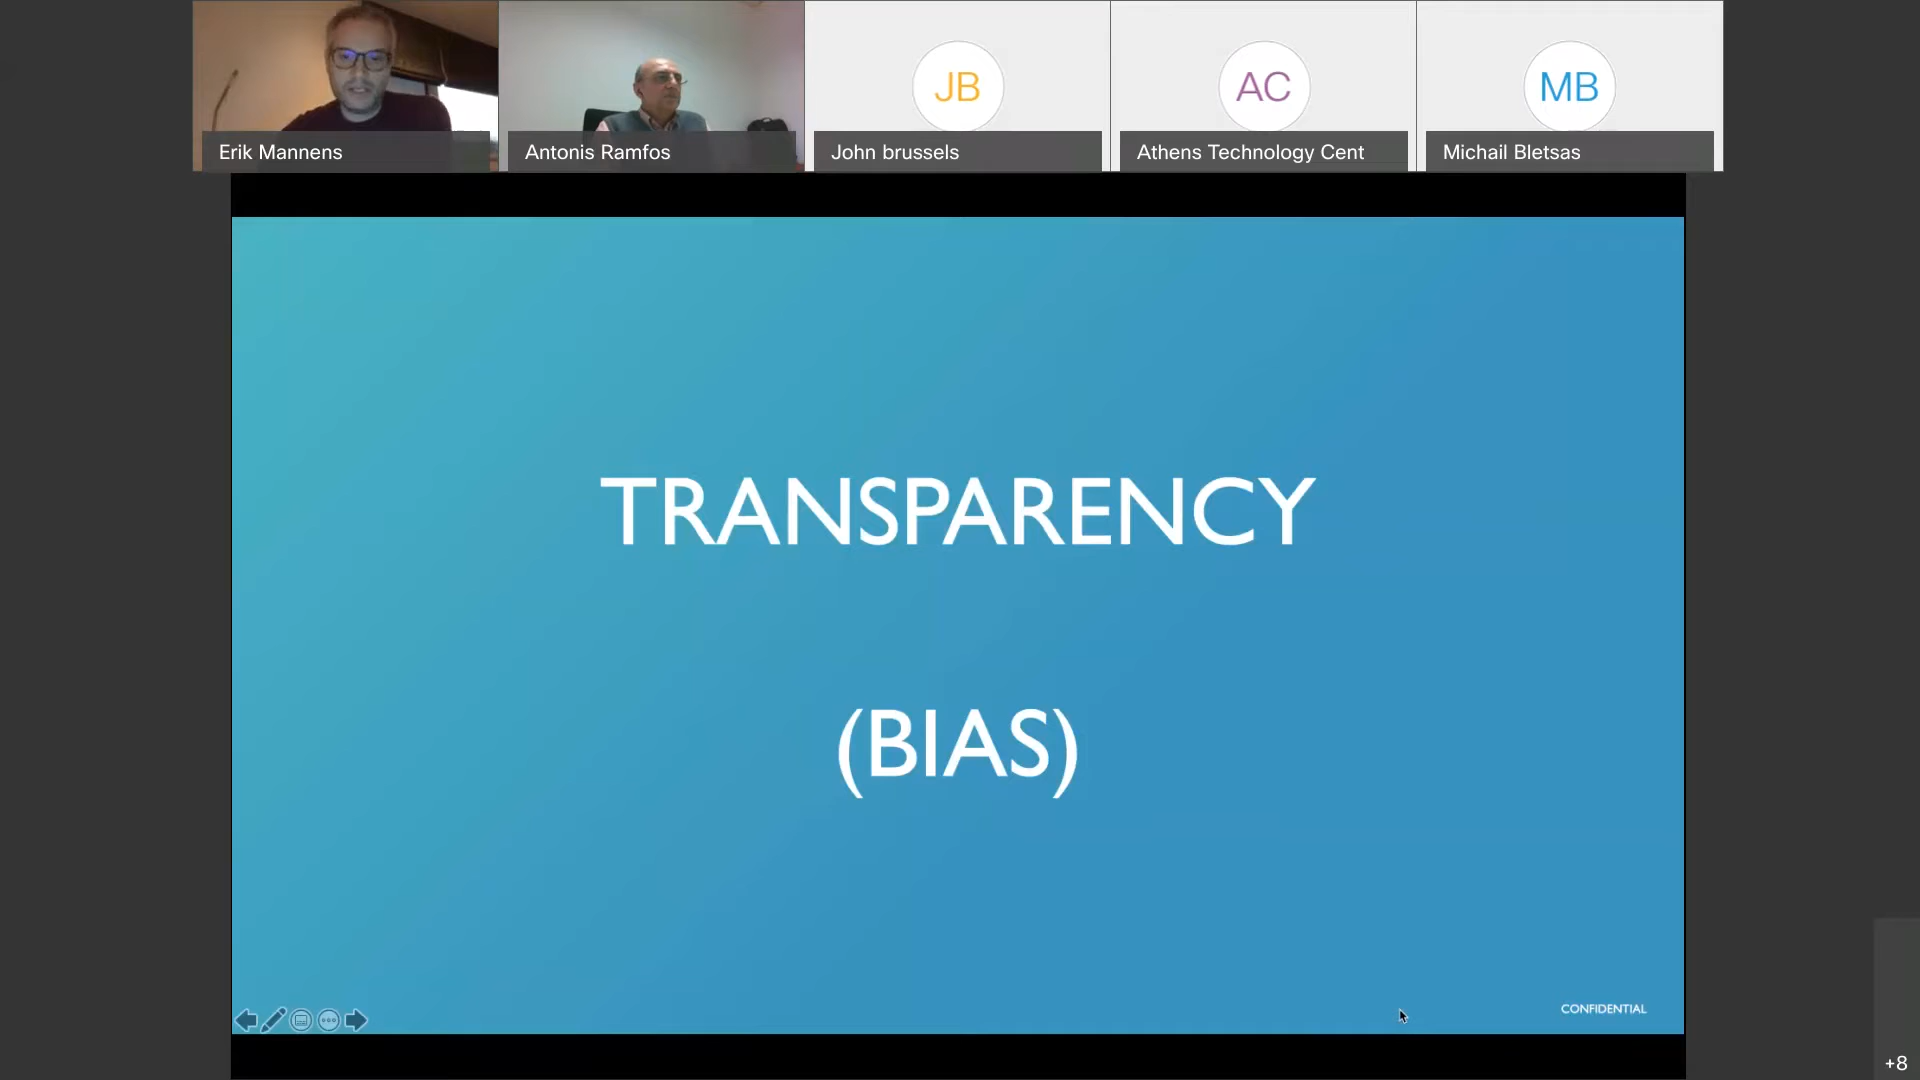 JB
AC
MB
Erik Mannens
Antonis Ramfos
John brussels
Athens Technology Cent
Michail Bletsas
TRANSPARENCY
(BIAS)
CONFIDENTIAL
+8